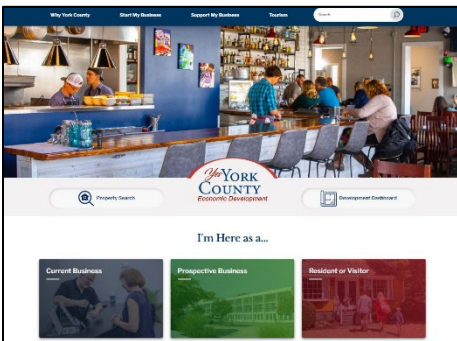 Why York County
Start My Business
Support My Business
Tourism
Search
Yes YORK
COUNTY
Economic Development
Property Search
Development Dashboard
I'm Here as a...
Current Business
Prospective Business
Resident or Visitor